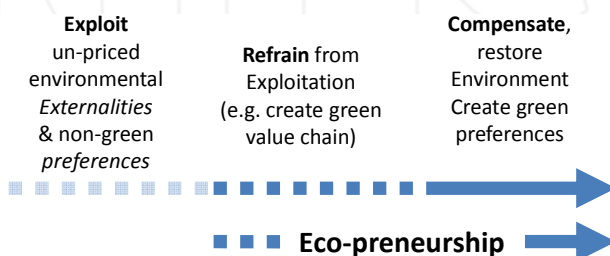 Exploit
un-priced
environmental
Externalities
& non-green
preferences
Refrain from
Exploitation
(e.g. create green
value chain)
Compensate,
restore
Environment
Create green
preferences
Eco-preneurship